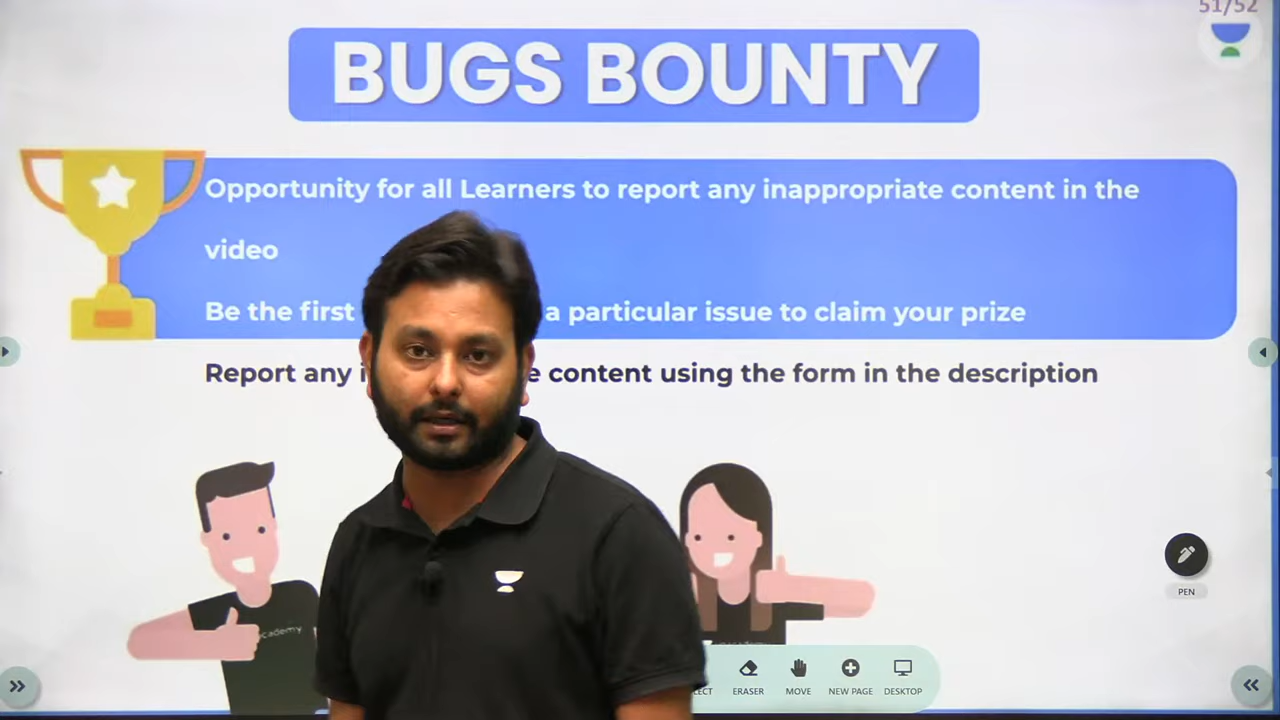 51/52
BUGS BOUNTY
Opportunity for all Learners to report any inappropriate content in the
video
Be the first a particular issue to claim your prize
Report any content using the form in the description
PEN
ERASER
MOVE
NEW PAGE
DESKTOP